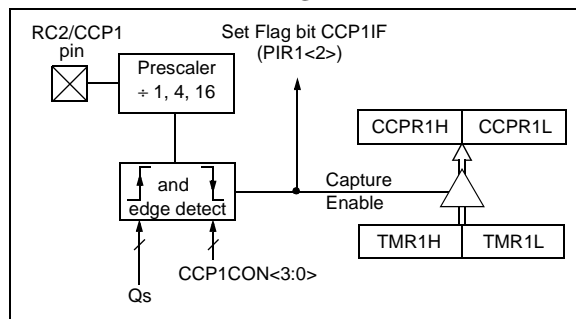 RC2/CCP1
pin
Prescaler
÷ 1, 4, 16
and
edge detect
Qs
CCP1CON<3:0>
Set Flag bit CCP1IF
(PIR1<2>)
Capture
Enable
CCPR1H CCPR1L
TMR1H TMR1L